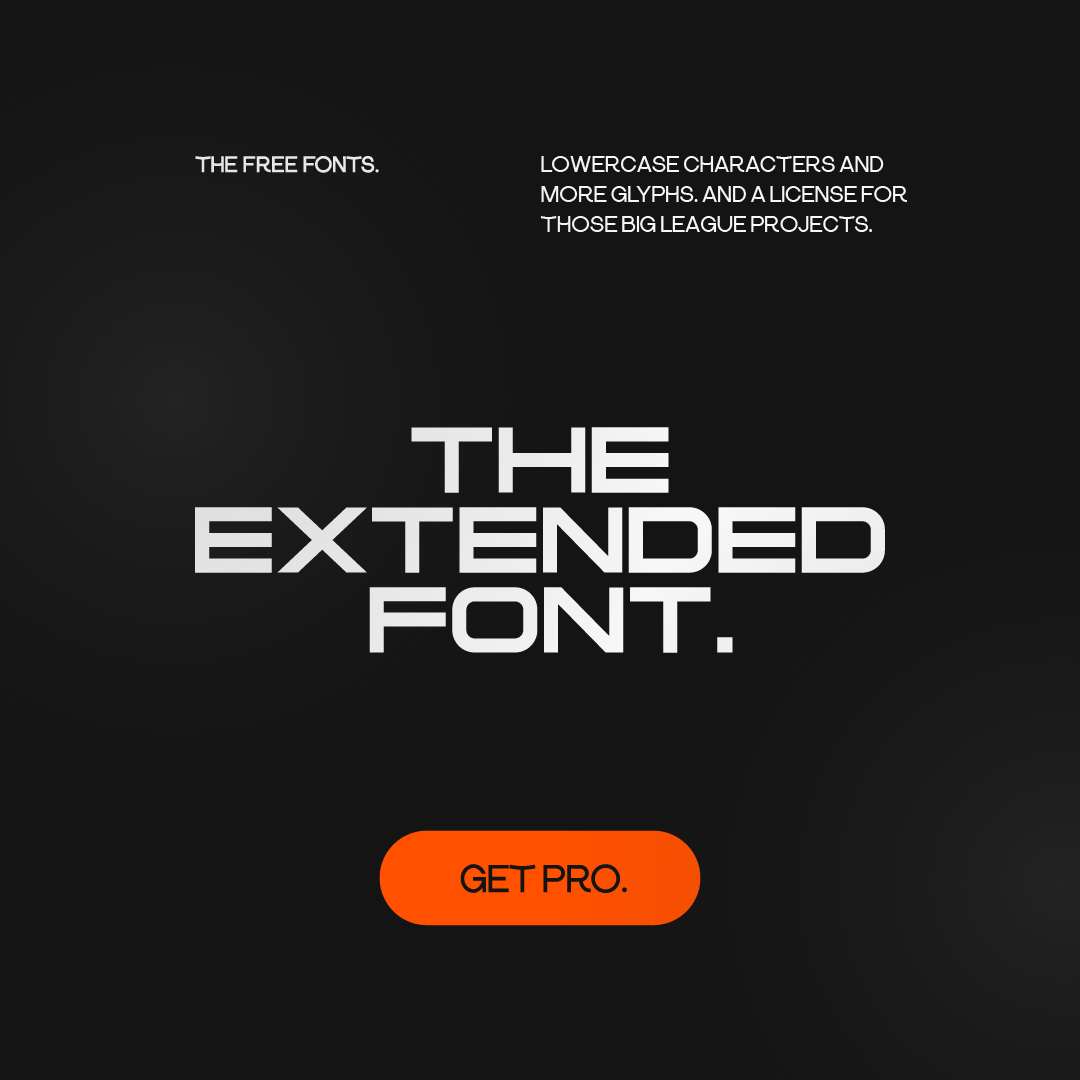 THE FREE FONTS.
LOWERCASE CHARACTERS AND
MORE GLYPHS. AND A LICENSE FOR
THOSE BIG LEAGUE PROJECTS.
THE
EXTENDED
FONT.
GET PRO.